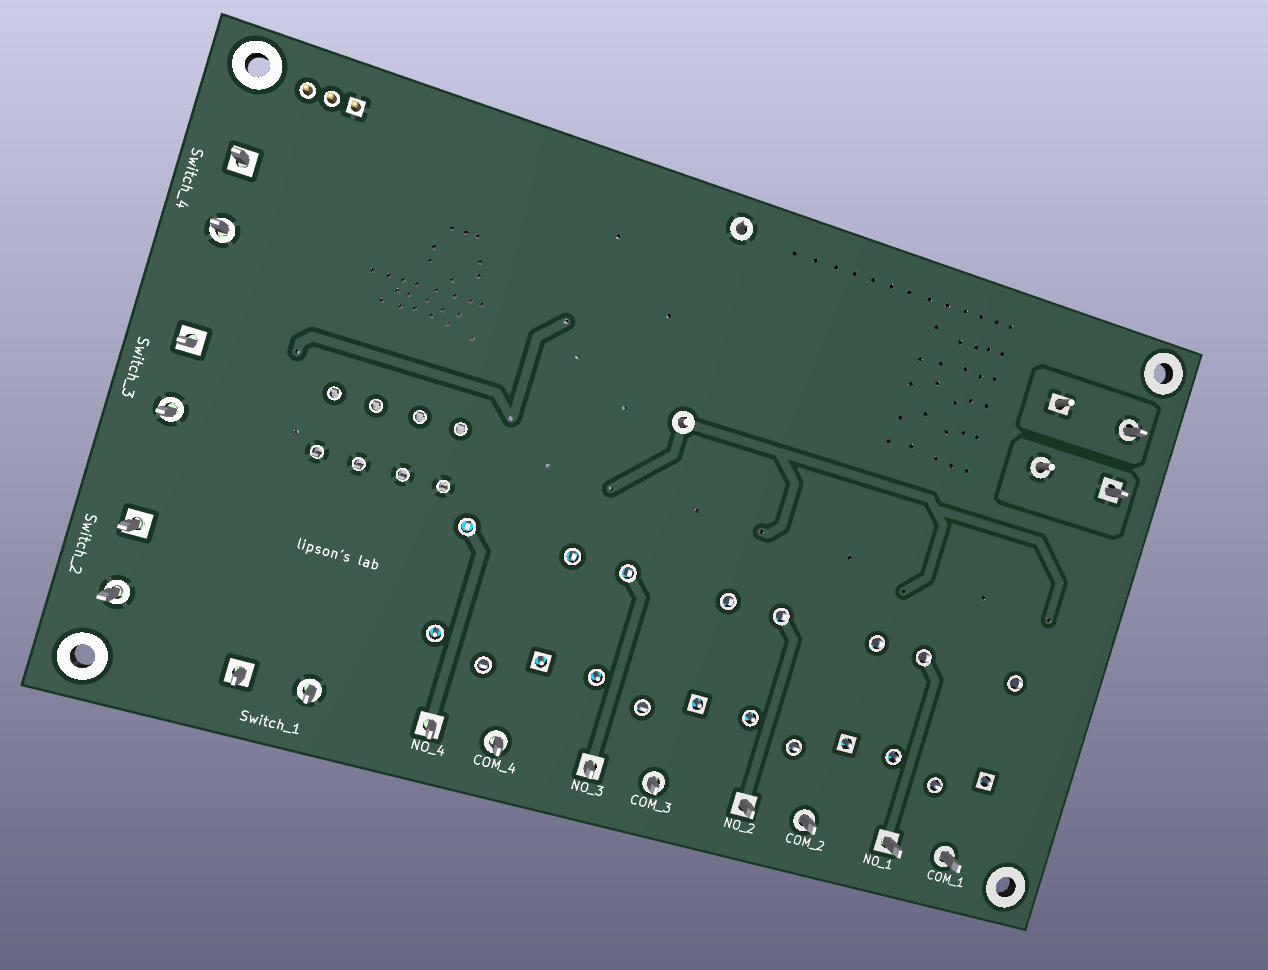 Switch_4
Switch_3
Switch_2
lipson's lab
Switch_1
NO_4
COM_4
NO_3
COM_3
NO_2
COM_2
NO_1
COM_1